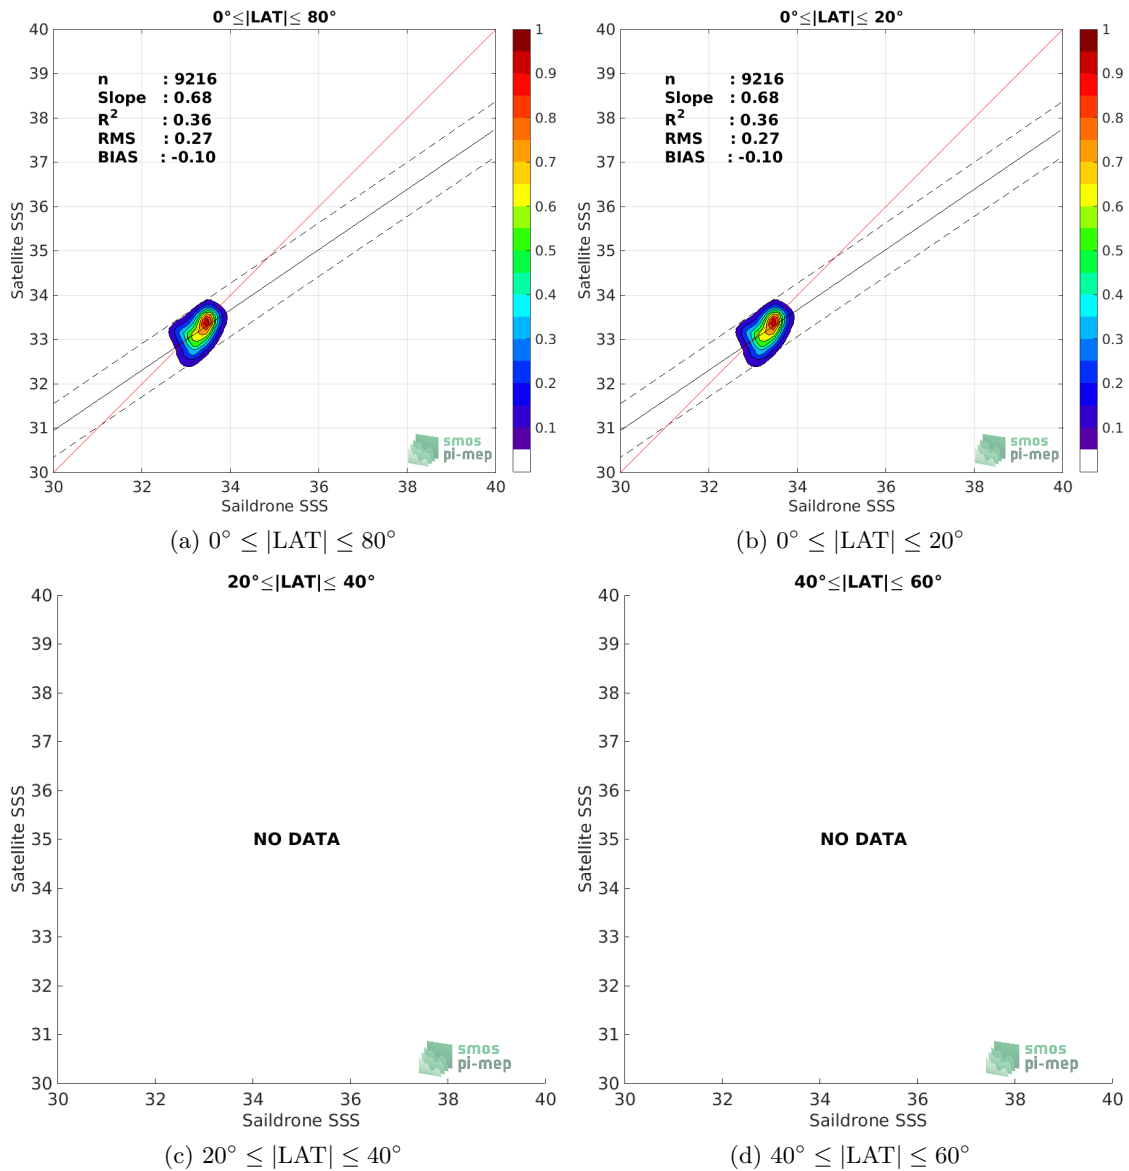 0°≤|LAT|≤ 80°
40
39
38
37
36
35
34
33
32
31
30
Satellite SSS
n : 9216
Slope : 0.68
R² : 0.36
RMS : 0.27
BIAS : -0.10
smos
pi-mep
30 32 34 36 38 40
Saildrone SSS
1
0.9
0.8
0.7
0.6
0.5
0.4
0.3
0.2
0.1
(a) 0° ≤ |LAT| ≤ 80°
0°≤|LAT|≤ 20°
40
39
38
37
36
35
34
33
32
31
30
Satellite SSS
n : 9216
Slope : 0.68
R² : 0.36
RMS : 0.27
BIAS : -0.10
smos
pi-mep
30 32 34 36 38 40
Saildrone SSS
1
0.9
0.8
0.7
0.6
0.5
0.4
0.3
0.2
0.1
(b) 0° ≤ |LAT| ≤ 20°
20°≤|LAT|≤ 40°
40
39
38
37
36
35
34
33
32
31
30
Satellite SSS
NO DATA
smos
pi-mep
30 32 34 36 38 40
Saildrone SSS
(c) 20° ≤ |LAT| ≤ 40°
40°≤|LAT|≤ 60°
40
39
38
37
36
35
34
33
32
31
30
Satellite SSS
NO DATA
smos
pi-mep
30 32 34 36 38 40
Saildrone SSS
(d) 40° ≤ |LAT| ≤ 60°